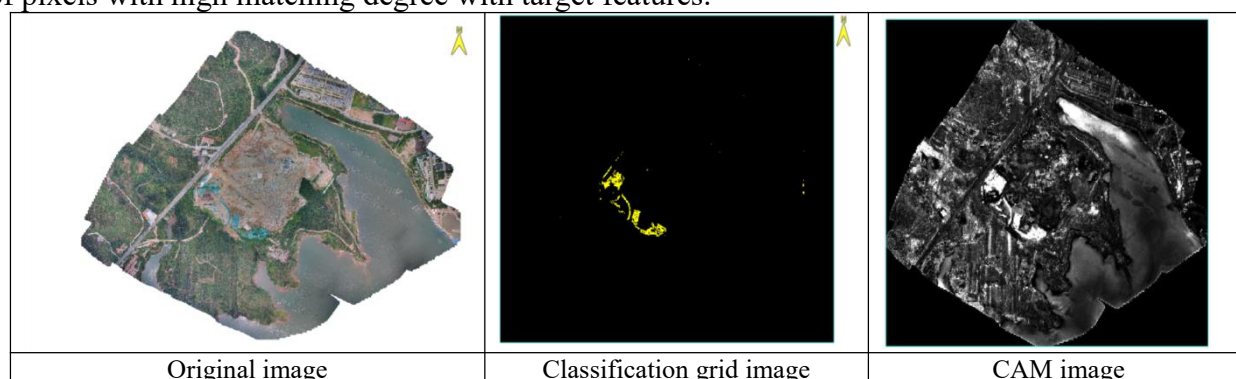 of pixels with high matching degree with target features.
N
N
Original image
Classification grid image
CAM image